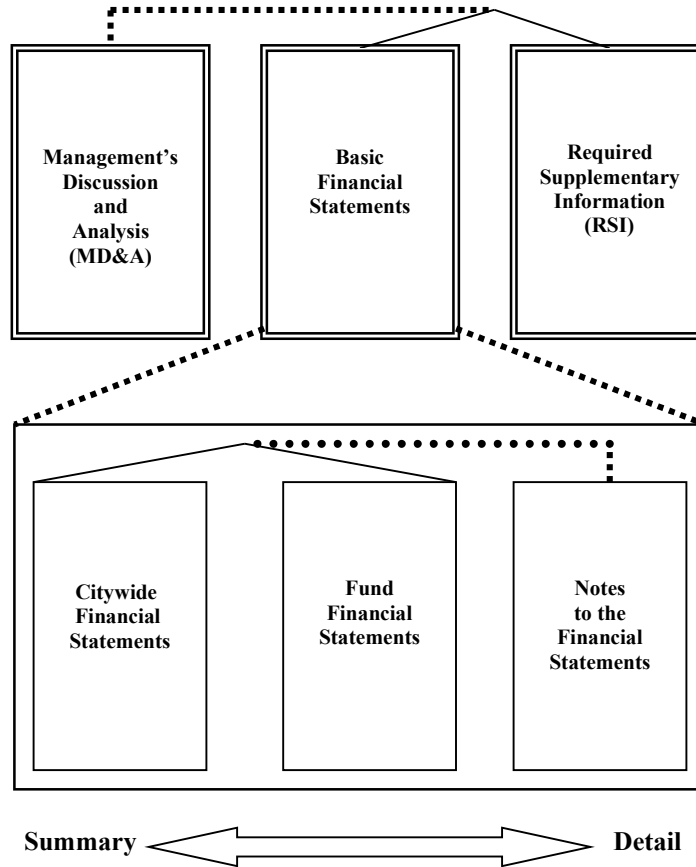 Management’s
Discussion
and
Analysis
(MD&A)
Basic
Financial
Statements
Required
Supplementary
Information
(RSI)
Citywide
Financial
Statements
Fund
Financial
Statements
Notes
to the
Financial
Statements
Summary
Detail